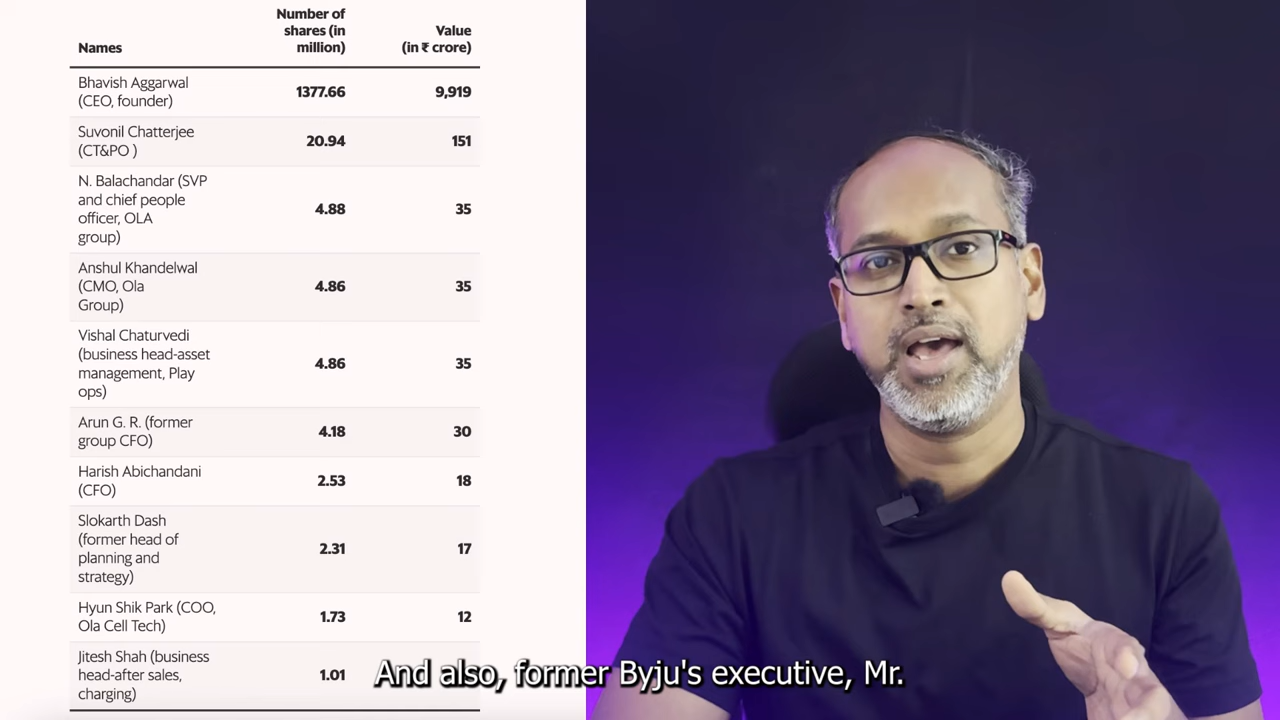 Names
Number of
shares (in
million)
Value
(in ₹ crore)
Bhavish Aggarwal
(CEO, founder)
1377.66
9,919
Suvonil Chatterjee
(CT&PO )
20.94
151
N. Balachandar (SVP
and chief people
officer, OLA
group)
4.88
35
Anshul Khandelwal
(CMO, Ola
Group)
4.86
35
Vishal Chaturvedi
(business head-asset
management, Play
ops)
4.86
35
Arun G. R. (former
group CFO)
4.18
30
Harish Abichandani
(CFO)
2.53
18
Slokarth Dash
(former head of
planning and
strategy)
2.31
17
Hyun Shik Park (COO,
Ola Cell Tech)
1.73
12
Jitesh Shah (business
head-after sales,
charging)
1.01
And also, former Byju's executive, Mr.